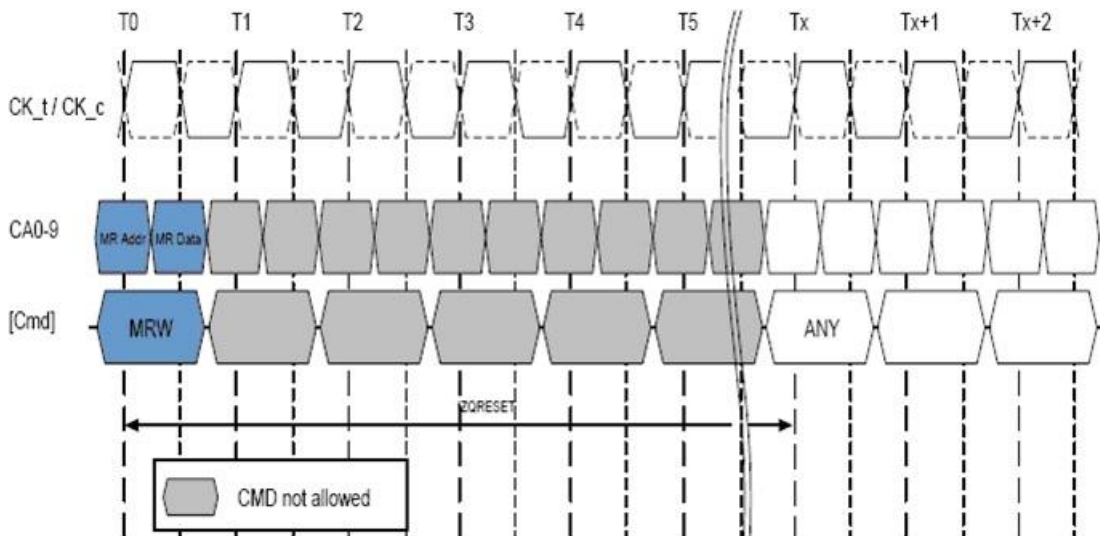 T0 T1 T2 T3 T4 T5 Tx Tx+1 Tx+2
CK_t / CK_c
CA0-9
MR Addr MR Data
[Cmd]
MRW ANY
ZQRESET
CMD not allowed